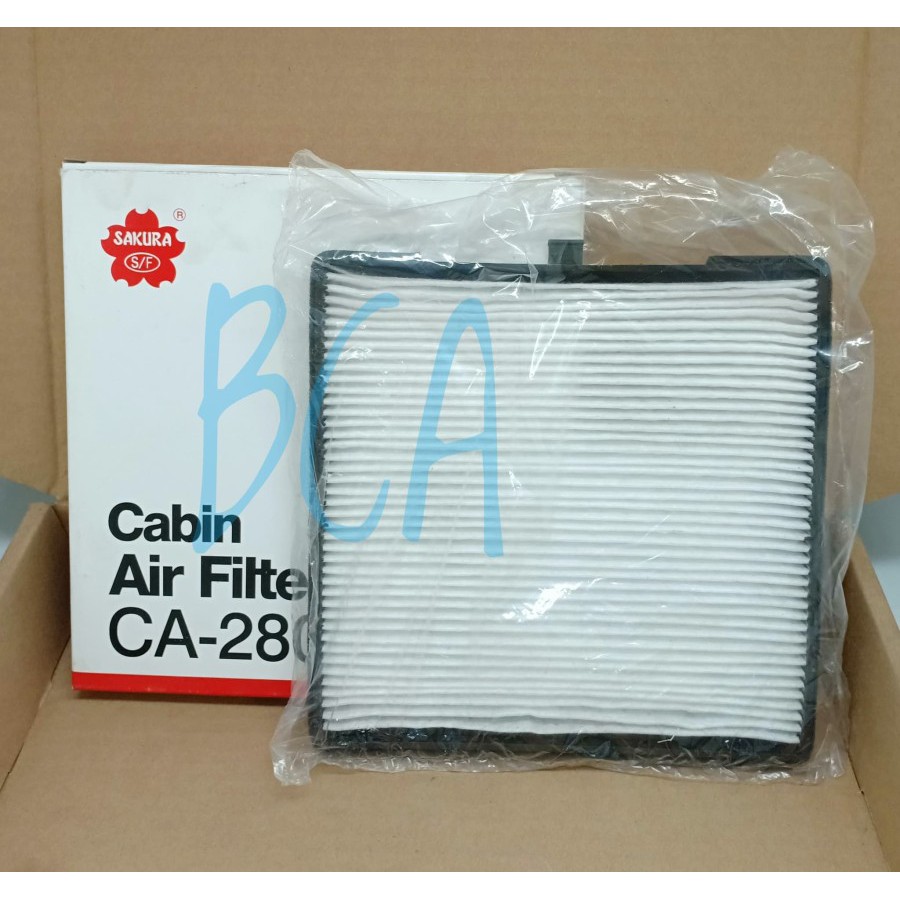 SAKURA
®
S/F
BCA
Cabin
Air Filte
CA-28